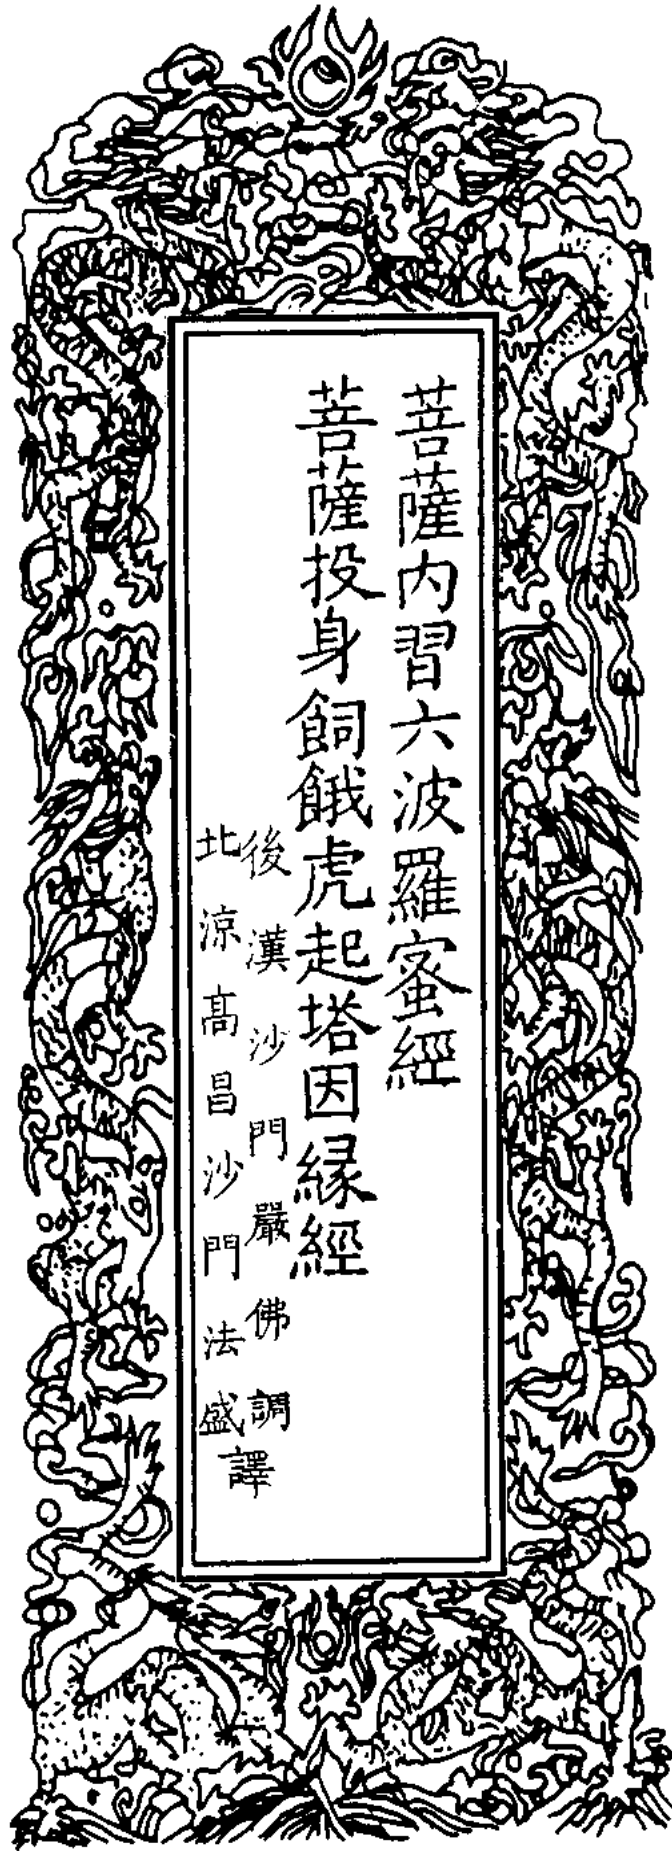 菩薩內習六波羅蜜經
菩薩投身飼餓虎起塔因緣經
後漢沙門嚴佛調
北涼高昌沙門法盛
譯